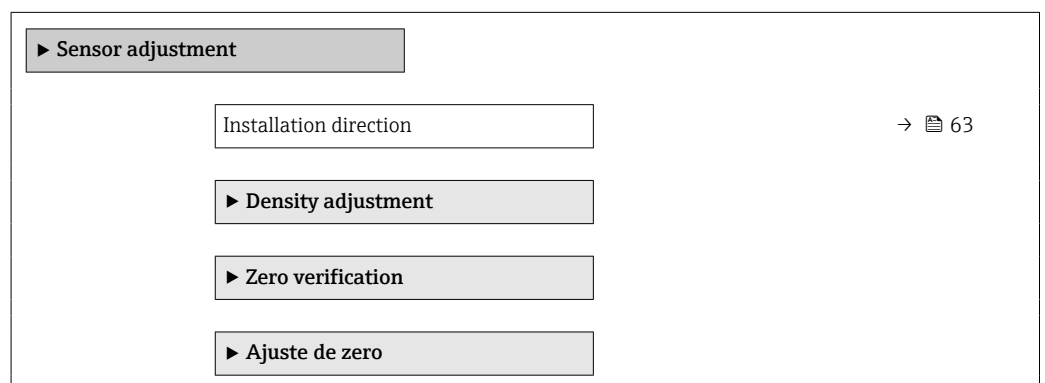 ▶ Sensor adjustment
Installation direction → 63
▶ Density adjustment
▶ Zero verification
▶ Ajuste de zero